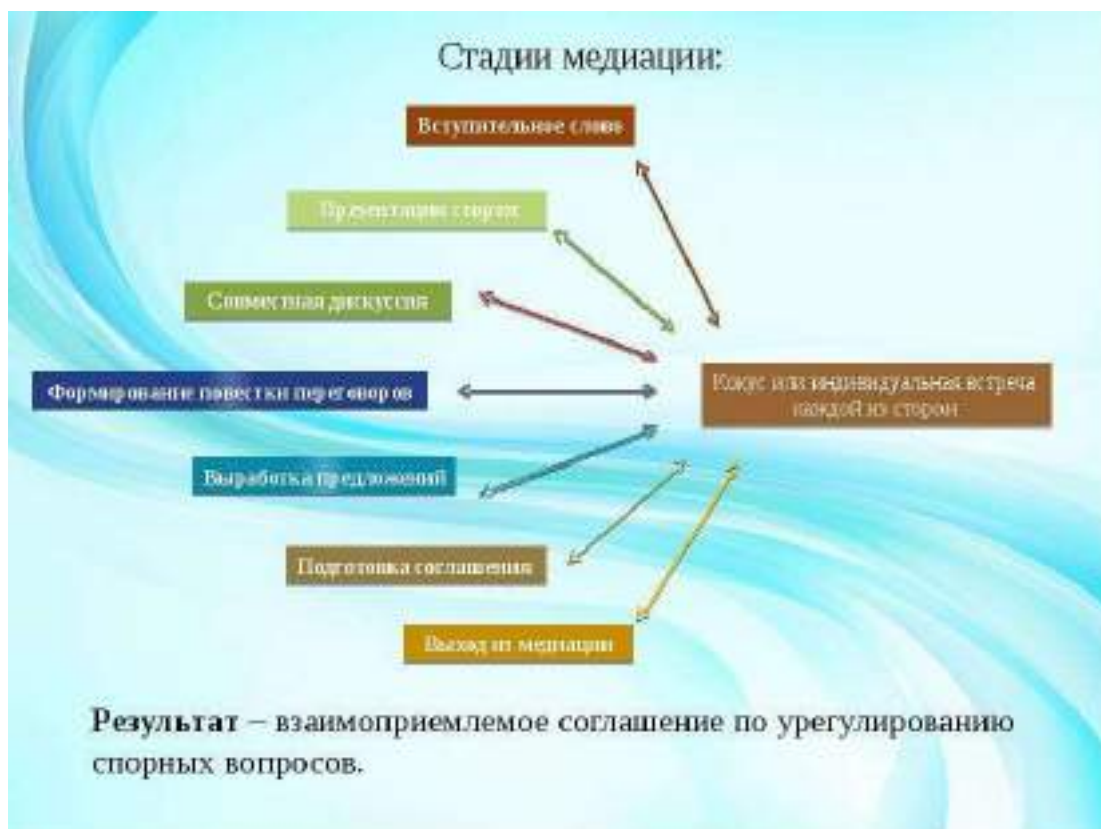 Стадии медиации:
Вступительное слово
Презентация сторон
Совместная дискуссия
Формирование повестки переговоров
Кокус или индивидуальная встреча
каждой из сторон
Выработка предложений
Подготовка соглашения
Выход из медиации
Результат – взаимоприемлемое соглашение по урегулированию
спорных вопросов.